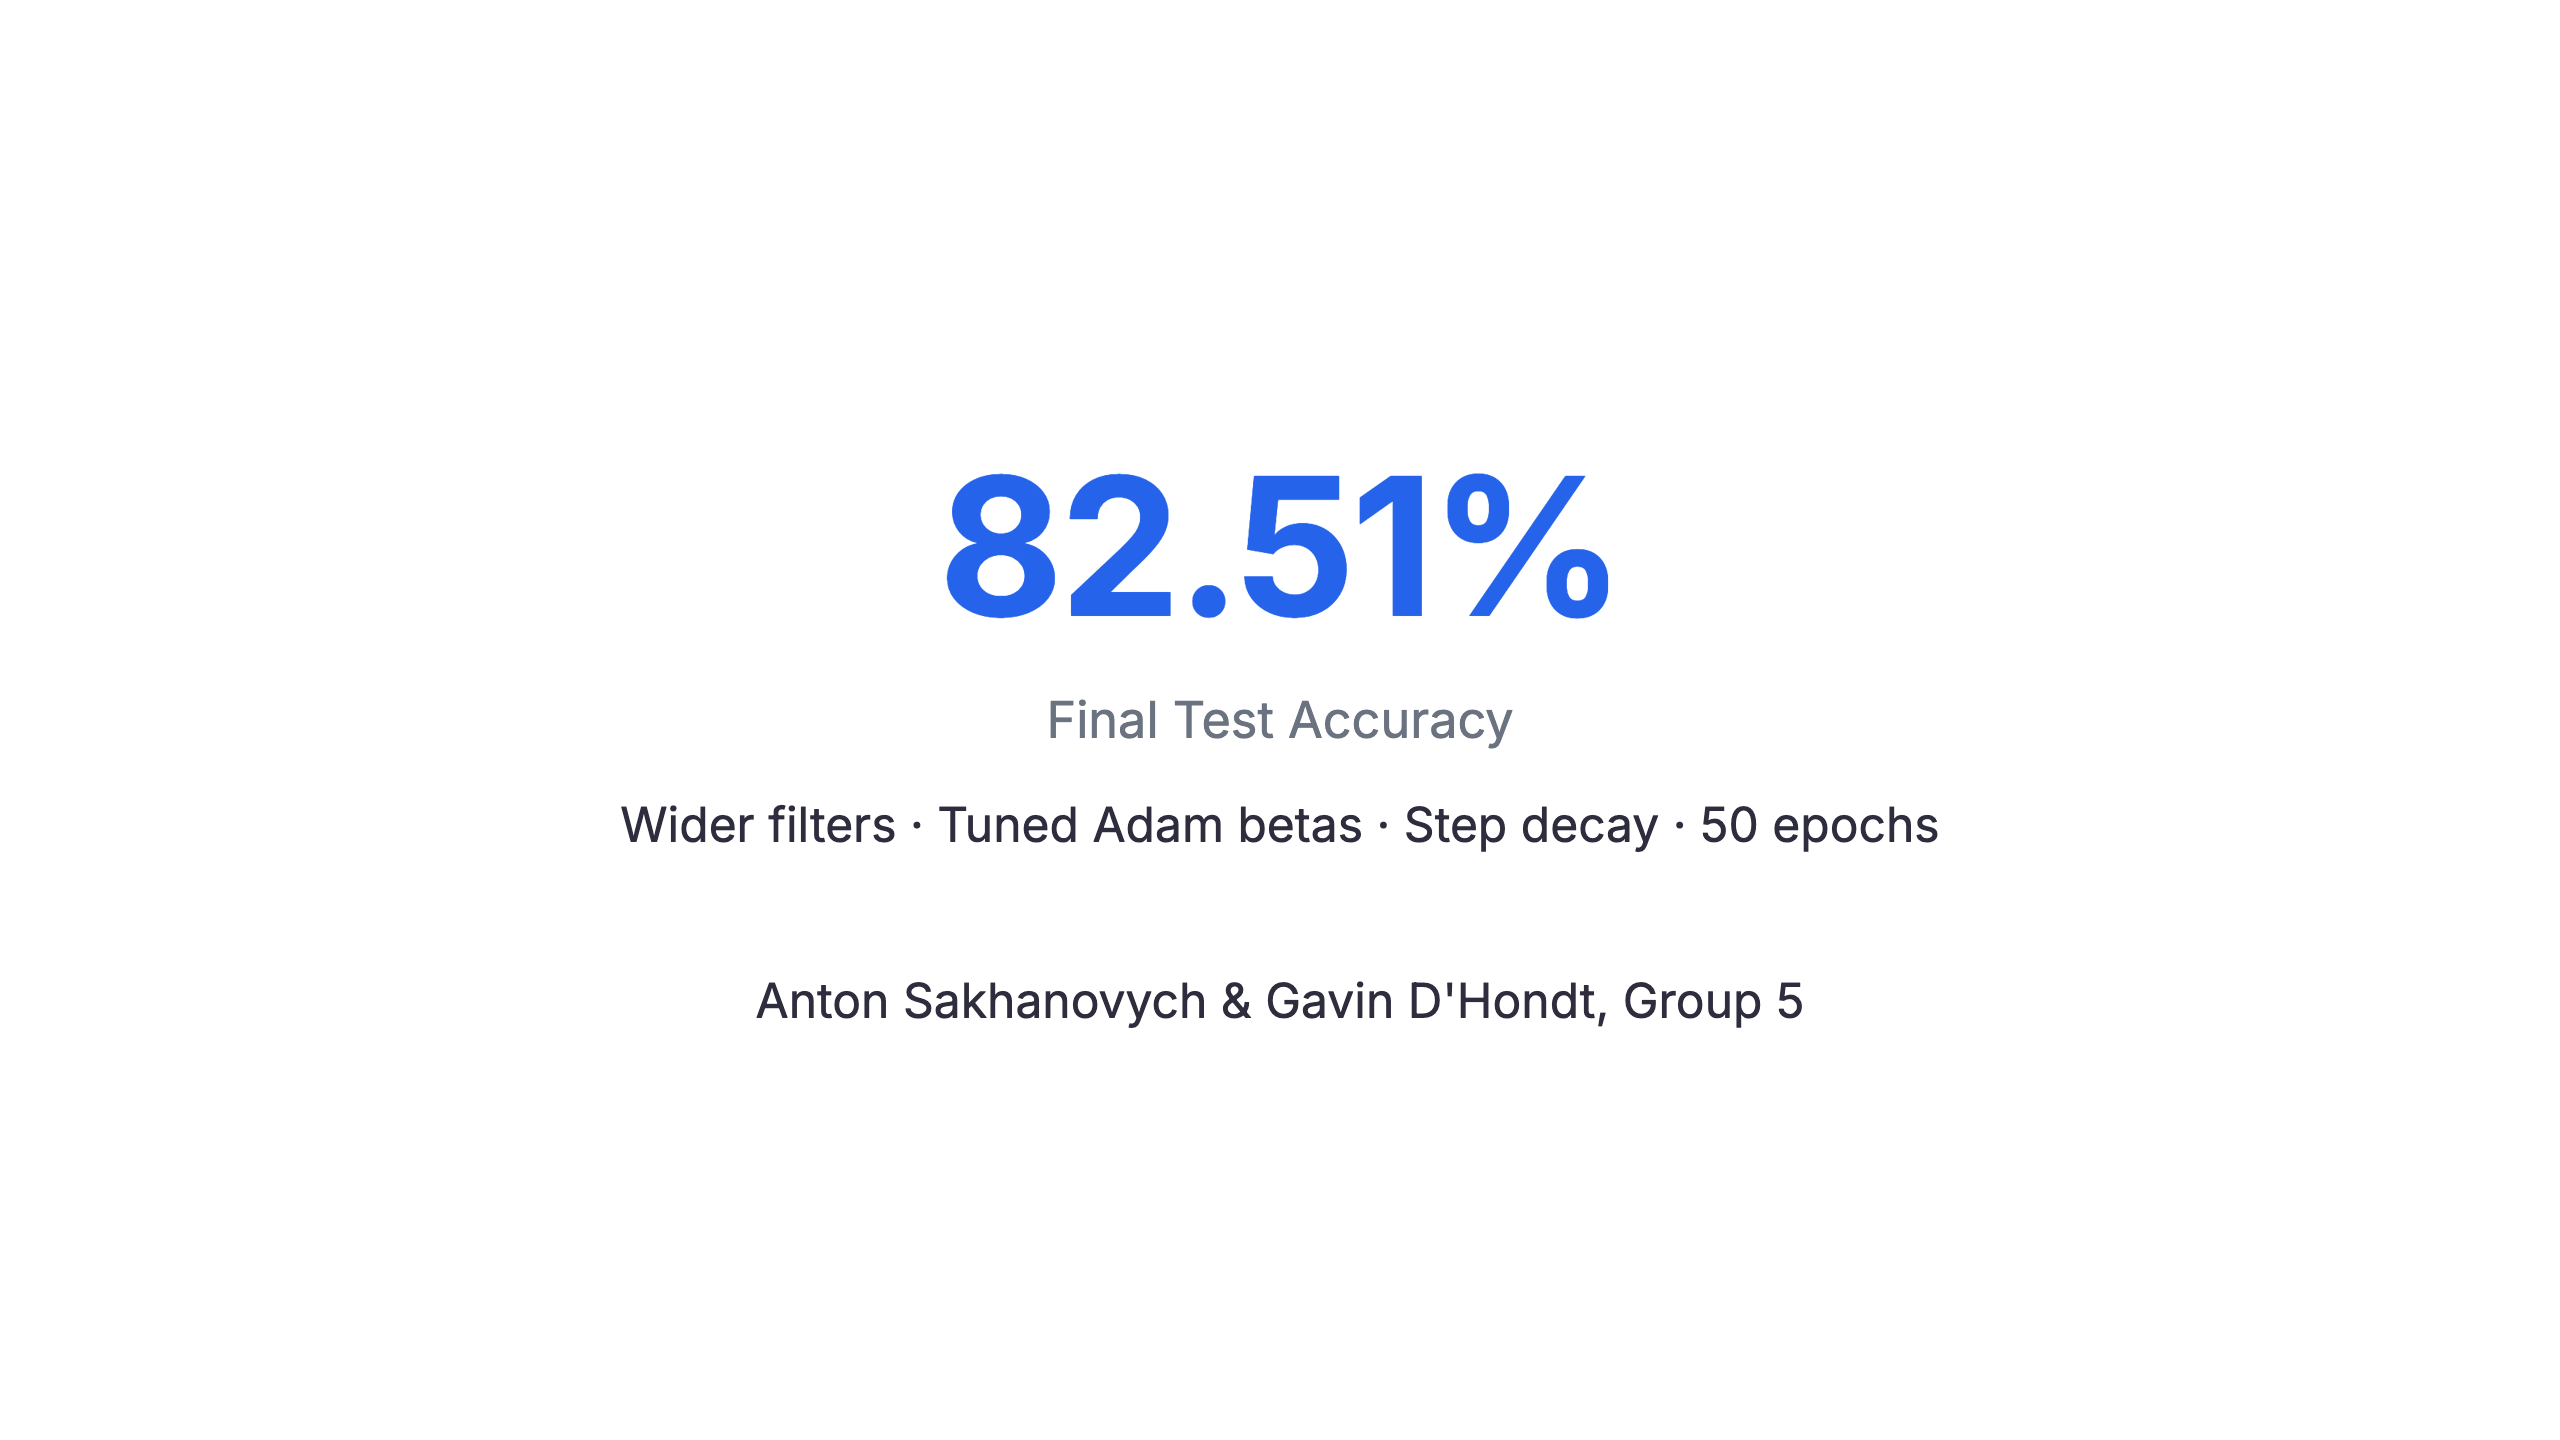 82.51%
Final Test Accuracy
Wider filters · Tuned Adam betas · Step decay · 50 epochs
Anton Sakhanovych & Gavin D'Hondt, Group 5